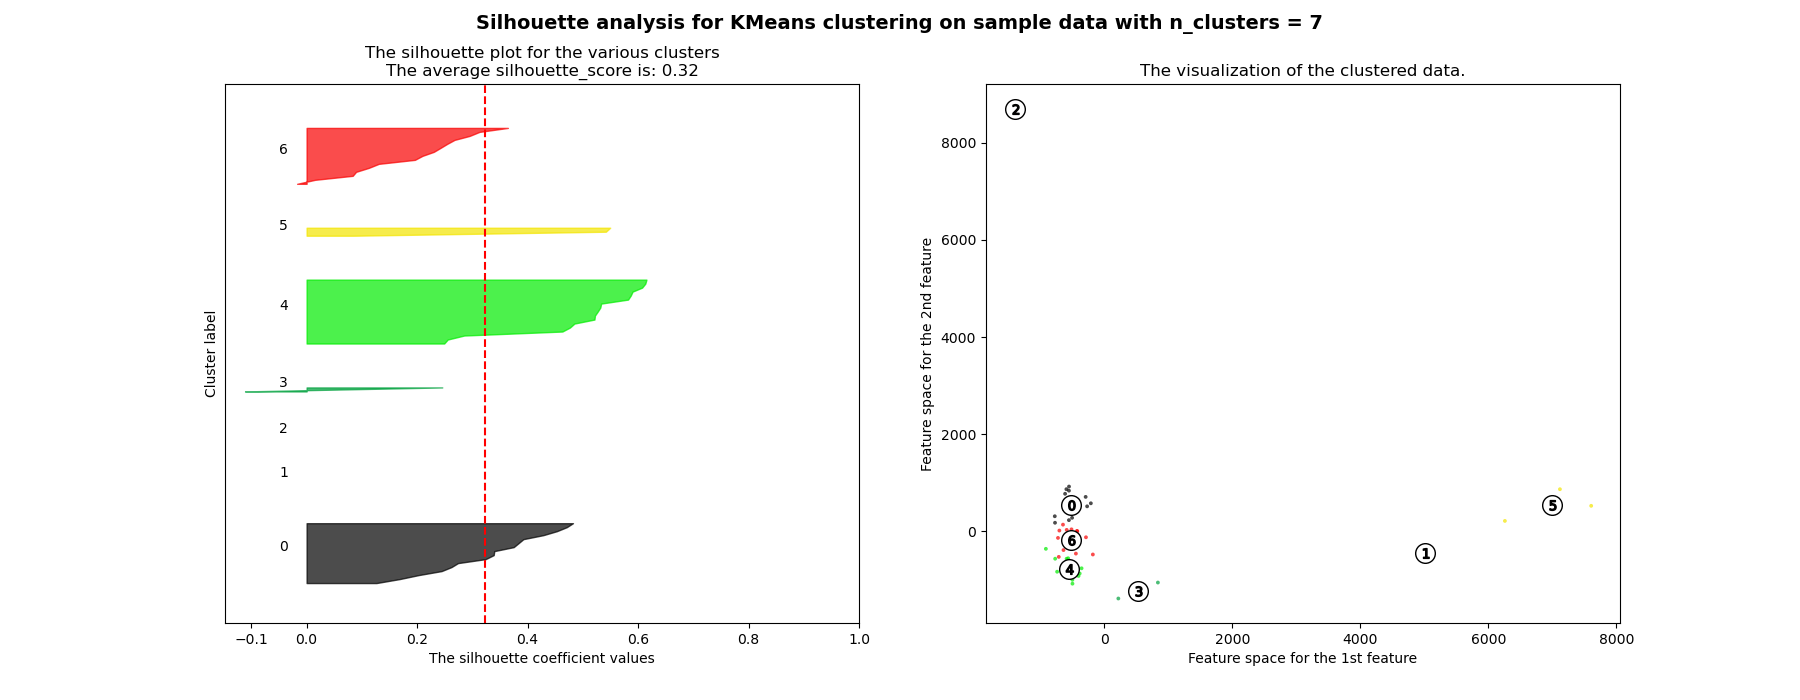 Silhouette analysis for KMeans clustering on sample data with n_clusters = 7
The silhouette plot for the various clusters
The average silhouette_score is: 0.32
6
5
4
3
2
1
0
Cluster label
−0.1 0.0 0.2 0.4 0.6 0.8 1.0
The silhouette coefficient values
The visualization of the clustered data.
8000
6000
4000
2000
0
Feature space for the 2nd feature
2
0
5
6
1
4
3
0 2000 4000 6000 8000
Feature space for the 1st feature